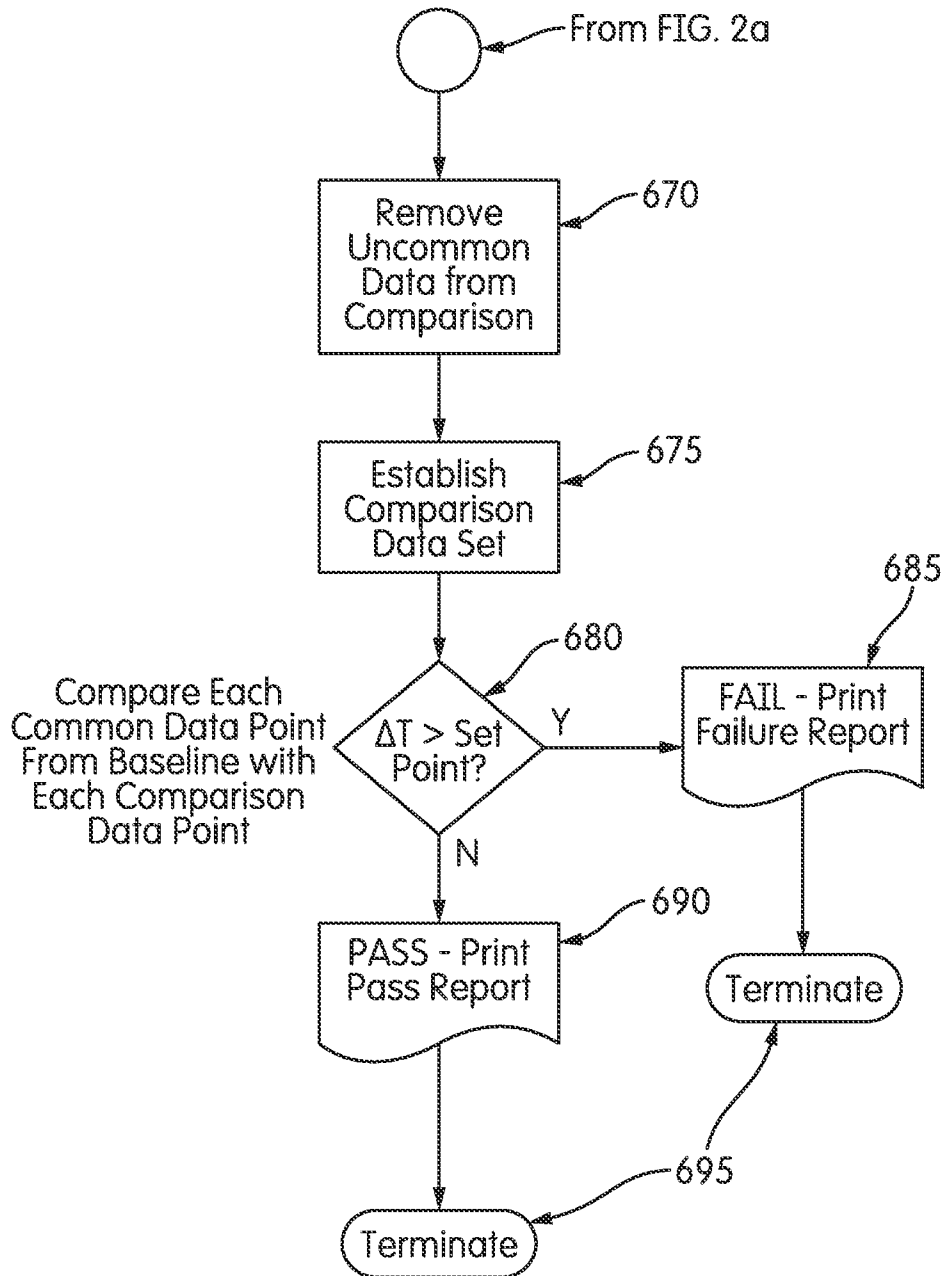 From FIG. 2a
Remove
Uncommon
Data from
Comparison
670
Establish
Comparison
Data Set
675
Compare Each
Common Data Point
From Baseline with
Each Comparison
Data Point
ΔT > Set
Point?
680
Y
N
FAIL - Print
Failure Report
685
PASS - Print
Pass Report
690
Terminate
695
Terminate